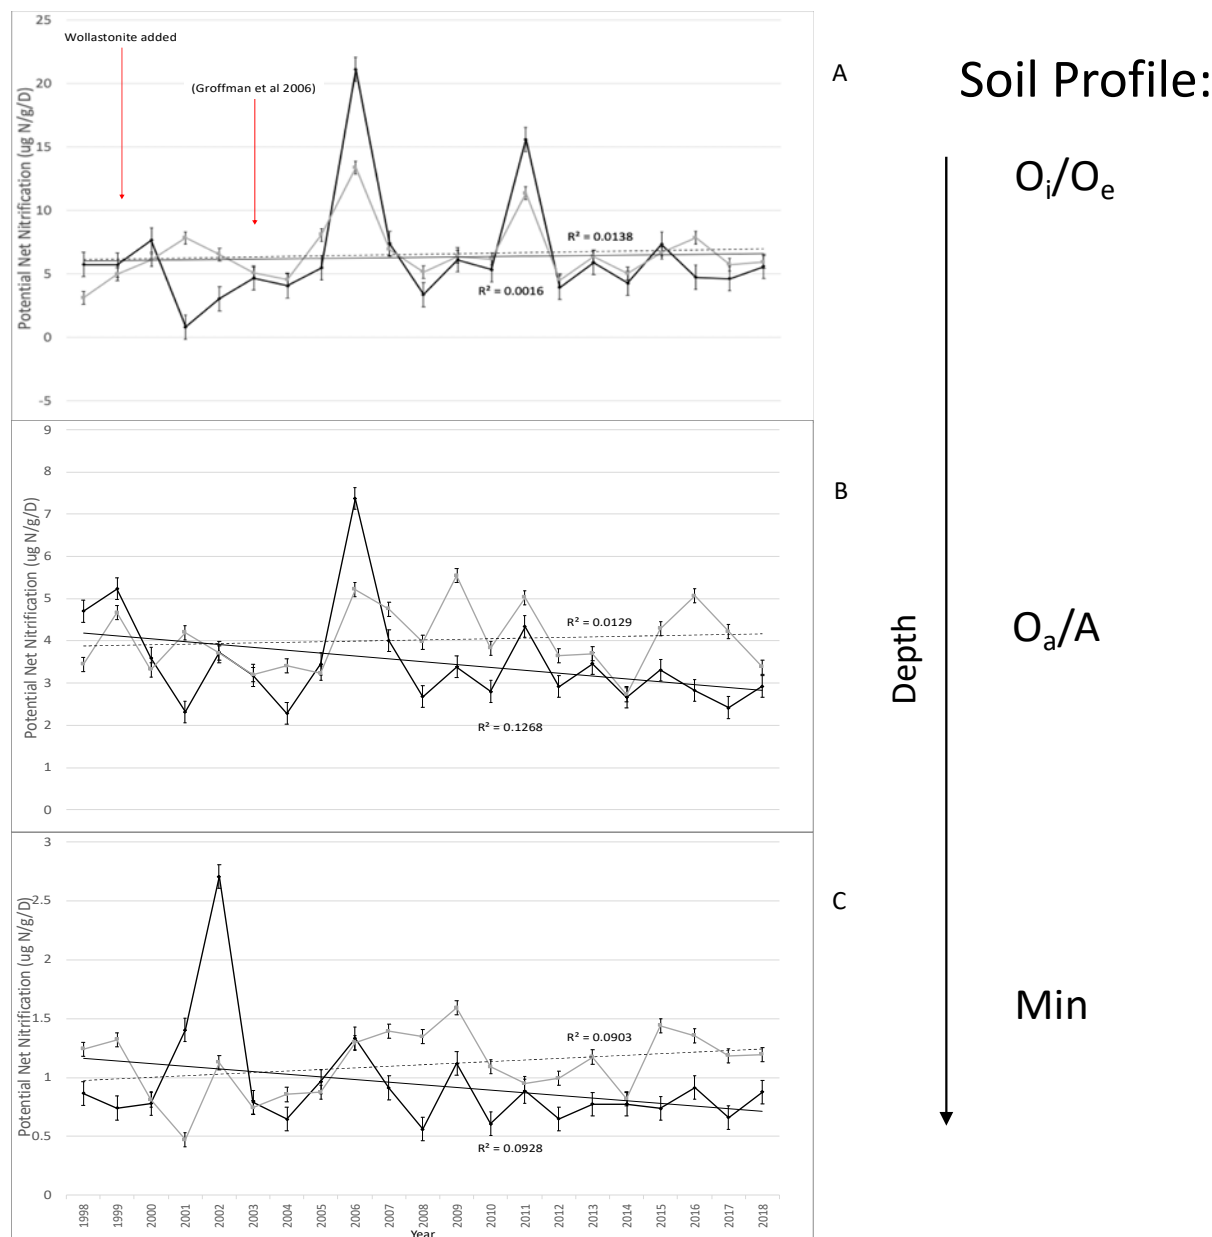 Soil Profile:
A
Potential Net Nitrification (ug N/g/D)
25
20
15
10
5
0
-5
Wollastonite added
(Groffman et al 2006)
R² = 0.0138
R² = 0.0016
Oi/Oe
B
Potential Net Nitrification (ug N/g/D)
9
8
7
6
5
4
3
2
1
0
R² = 0.0129
R² = 0.1268
Oa/A
Depth
C
Potential Net Nitrification (ug N/g/D)
3
2.5
2
1.5
1
0.5
0
R² = 0.0903
R² = 0.0928
Min
1998 1999 2000 2001 2002 2003 2004 2005 2006 2007 2008 2009 2010 2011 2012 2013 2014 2015 2016 2017 2018
Year